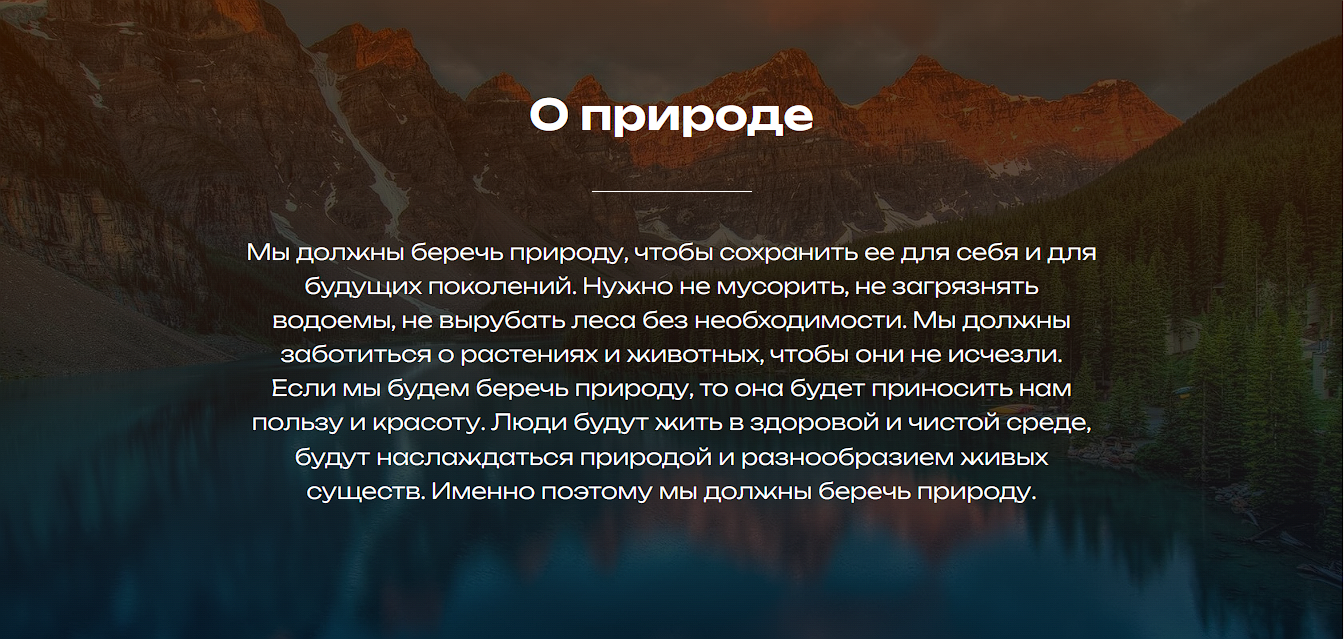 О природе
Мы должны беречь природу, чтобы сохранить ее для себя и для
будущих поколений. Нужно не мусорить, не загрязнять
водоемы, не вырубать леса без необходимости. Мы должны
заботиться о растениях и животных, чтобы они не исчезли.
Если мы будем беречь природу, то она будет приносить нам
пользу и красоту. Люди будут жить в здоровой и чистой среде,
будут наслаждаться природой и разнообразием живых
существ. Именно поэтому мы должны беречь природу.